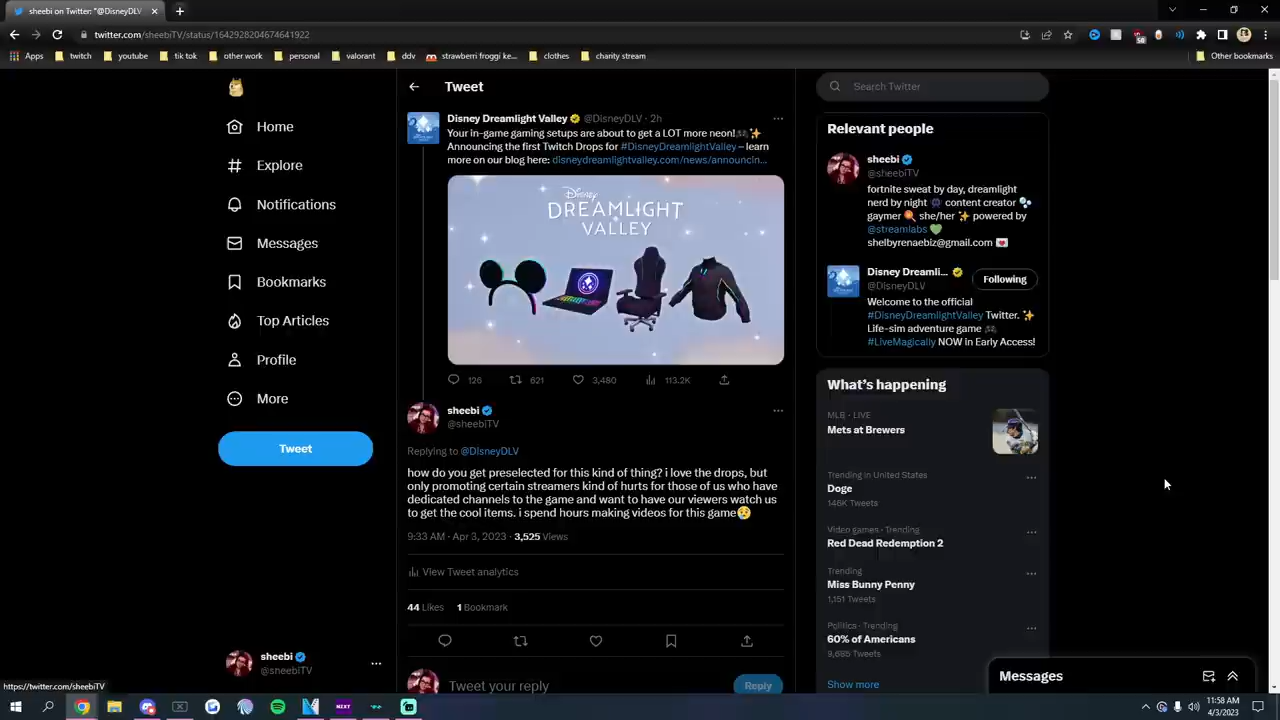 sheebi on Twitter: "@DisneyDLV
twitter.com/sheebiTV/status/1642928204674641922
Apps
twitch
youtube
tik tok
other work
personal
valorant
ddv
strawberri froggi ke...
clothes
charity stream
Other bookmarks
Home
Explore
Notifications
Messages
Bookmarks
Top Articles
Profile
More
Tweet
sheebi
@sheebiTV
https://twitter.com/sheebiTV
Tweet
Disney Dreamlight Valley @DisneyDLV · 2h
Your in-game gaming setups are about to get a LOT more neon!🎮✨
Announcing the first Twitch Drops for #DisneyDreamlightValley – learn
more on our blog here: disneydreamlightvalley.com/news/announcin...
Disney
DREAMLIGHT
VALLEY
126 621 3,480 113.2K
sheebi
@sheebiTV
Replying to @DisneyDLV
how do you get preselected for this kind of thing? i love the drops, but
only promoting certain streamers kind of hurts for those of us who have
dedicated channels to the game and want to have our viewers watch us
to get the cool items. i spend hours making videos for this game😥
9:33 AM · Apr 3, 2023 · 3,525 Views
View Tweet analytics
44 Likes 1 Bookmark
Tweet your reply
Reply
Search Twitter
Relevant people
sheebi
@sheebiTV
fortnite sweat by day, dreamlight
nerd by night content creator
gaymer she/her ✨ powered by
@streamlabs 💚
shelbyrenaebiz@gmail.com 💌
Disney Dreamli...
@DisneyDLV
Following
Welcome to the official
#DisneyDreamlightValley Twitter. ✨
Life-sim adventure game 🎮
#LiveMagically NOW in Early Access!
What's happening
MLB · LIVE
Mets at Brewers
Trending in United States
Doge
146K Tweets
Video games · Trending
Red Dead Redemption 2
Trending
Miss Bunny Penny
1,151 Tweets
Politics · Trending
60% of Americans
9,685 Tweets
Show more
Messages
NEXT
11:58 AM
4/3/2023